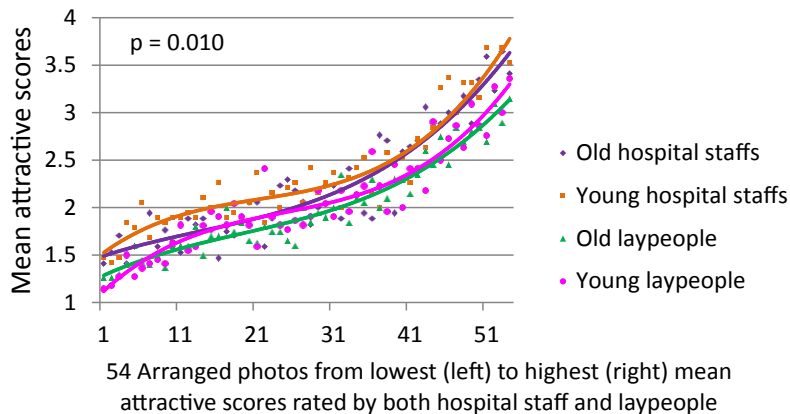 4
p = 0.010
3.5
3
2.5
2
1.5
1
Mean attractive scores
1 11 21 31 41 51
54 Arranged photos from lowest (left) to highest (right) mean
attractive scores rated by both hospital staff and laypeople
Old hospital staffs
Young hospital staffs
Old laypeople
Young laypeople